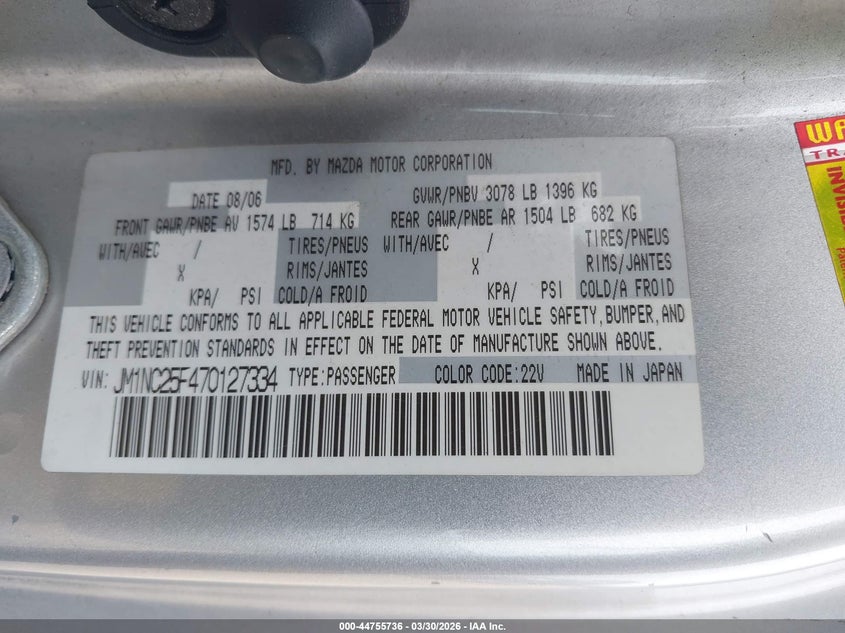 MFD. BY MAZDA MOTOR CORPORATION
DATE 08/06 GVWR/PNBV 3078 LB 1396 KG
FRONT GAWR/PNBE AV 1574 LB 714 KG REAR GAWR/PNBE AR 1504 LB 682 KG
WITH/AVEC / TIRES/PNEUS WITH/AVEC / TIRES/PNEUS
X RIMS/JANTES X RIMS/JANTES
KPA/ PSI COLD/A FROID KPA/ PSI COLD/A FROID
THIS VEHICLE CONFORMS TO ALL APPLICABLE FEDERAL MOTOR VEHICLE SAFETY, BUMPER, AND
THEFT PREVENTION STANDARDS IN EFFECT ON THE DATE OF MANUFACTURE SHOWN ABOVE.
VIN: JM1NC25F470127334 TYPE:PASSENGER COLOR CODE:22V MADE IN JAPAN
000-44755736 - 03/30/2026 - IAA Inc.